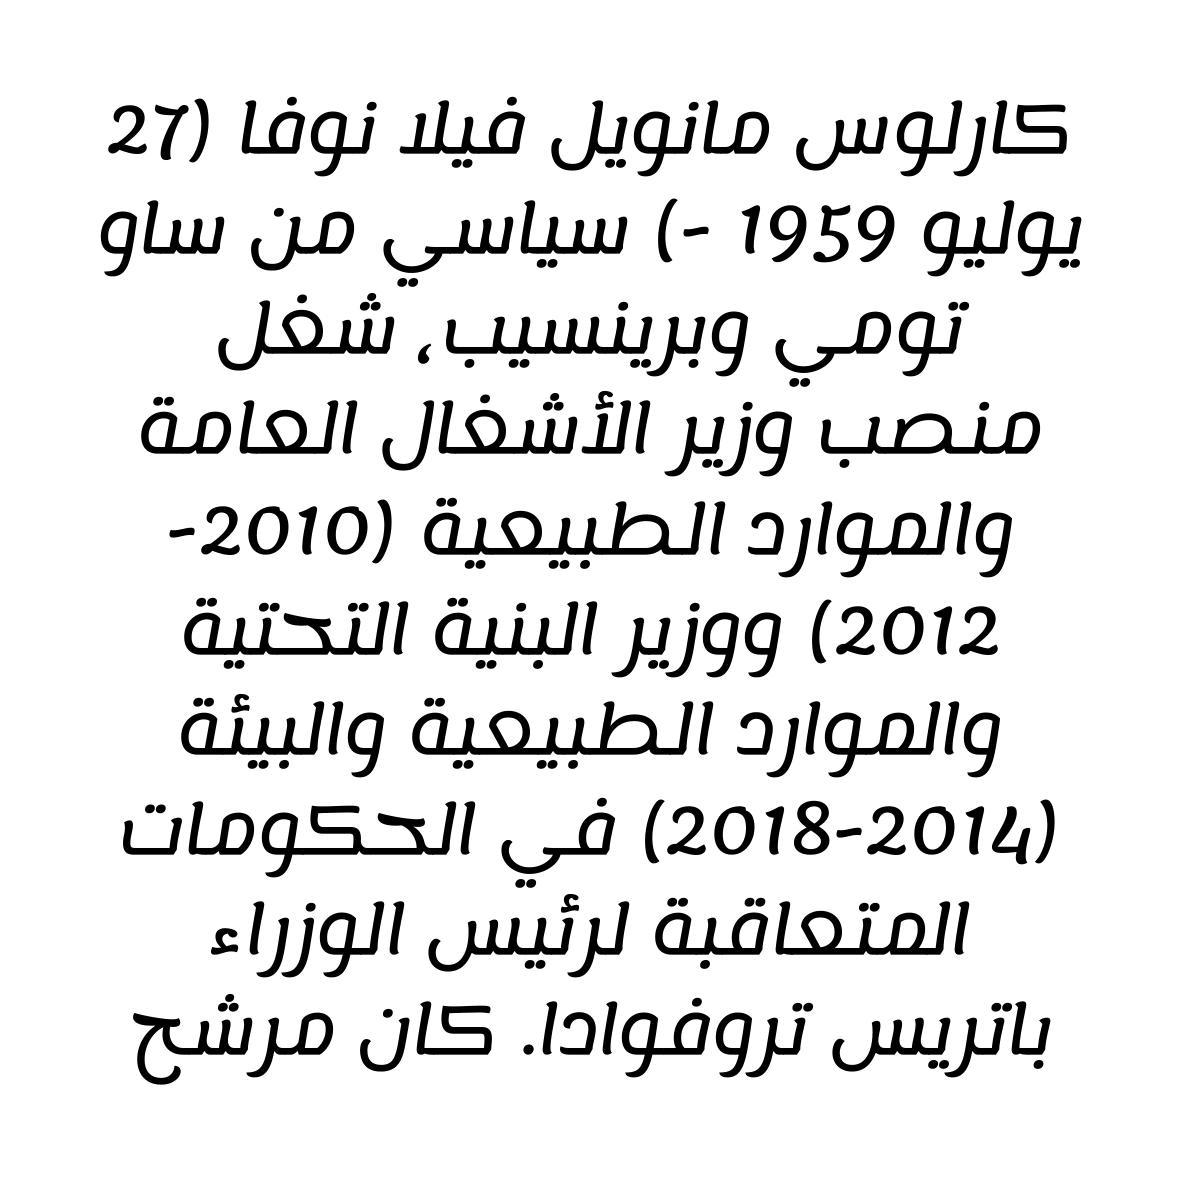 كارلوس مانويل فيلا نوفا (27
يوليو 1959 -) سياسي من ساو
تومي وبرينسيب، شغل
منصب وزير الأشغال العامة
والموارد الطبيعية (2010-
2012) ووزير البنية التحتية
والموارد الطبيعية والبيئة
(2014-2018) في الحكومات
المتعاقبة لرئيس الوزراء
باتريس تروفوادا. كان مرشح